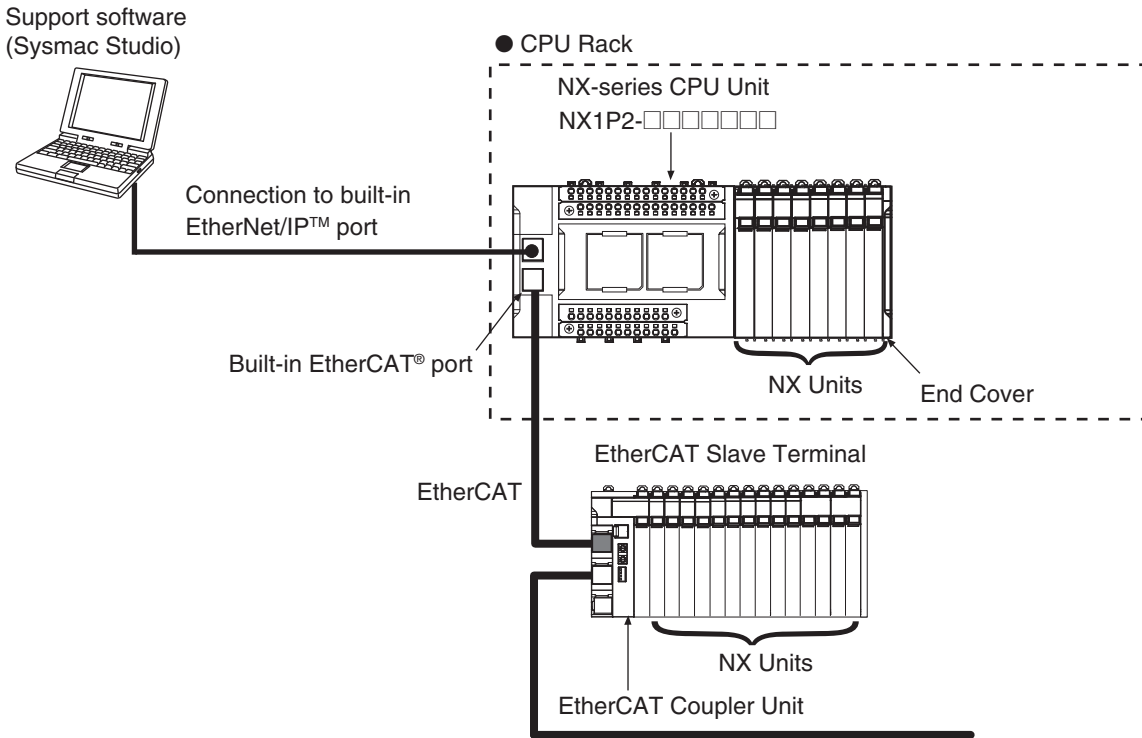 Support software
(Sysmac Studio)
● CPU Rack
NX-series CPU Unit
NX1P2-□□□□□□□
Connection to built-in
EtherNet/IP™ port
Built-in EtherCAT® port
NX Units
End Cover
EtherCAT Slave Terminal
EtherCAT
NX Units
EtherCAT Coupler Unit